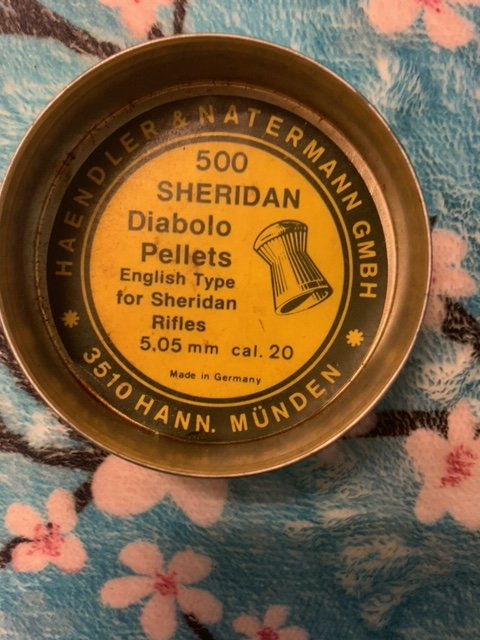 HAENDLER & NATERMANN GMBH
500
SHERIDAN
Diabolo
Pellets
English Type
for Sheridan
Rifles
5,05 mm cal. 20
Made in Germany
3510 HANN. MÜNDEN